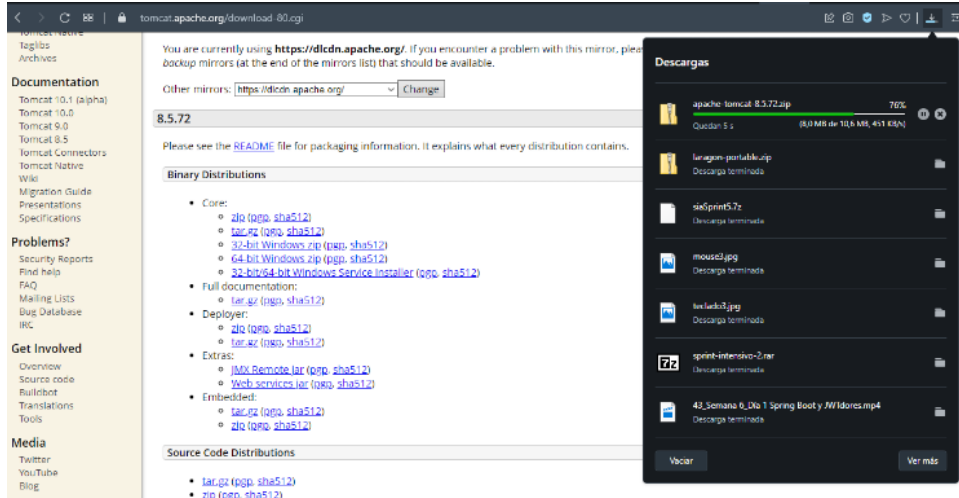 tomcat.apache.org/download-80.cgi
Tomcat Native
Taglibs
Archives
Documentation
Tomcat 10.1 (alpha)
Tomcat 10.0
Tomcat 9.0
Tomcat 8.5
Tomcat Connectors
Tomcat Native
Wiki
Migration Guide
Presentations
Specifications
Problems?
Security Reports
Find help
FAQ
Mailing Lists
Bug Database
IRC
Get Involved
Overview
Source code
Buildbot
Translations
Tools
Media
Twitter
YouTube
Blog
You are currently using https://dlcdn.apache.org/. If you encounter a problem with this mirror, plea
backup mirrors (at the end of the mirrors list) that should be available.
Other mirrors: https://dlcdn.apache.org/ Change
8.5.72
Please see the README file for packaging information. It explains what every distribution contains.
Binary Distributions
• Core:
zip (pgp, sha512)
tar.gz (pgp, sha512)
32-bit Windows zip (pgp, sha512)
64-bit Windows zip (pgp, sha512)
32-bit/64-bit Windows Service Installer (pgp, sha512)
• Full documentation:
tar.gz (pgp, sha512)
• Deployer:
zip (pgp, sha512)
tar.gz (pgp, sha512)
• Extras:
JMX Remote jar (pgp, sha512)
Web services jar (pgp, sha512)
• Embedded:
tar.gz (pgp, sha512)
zip (pgp, sha512)
Source Code Distributions
• tar.gz (pgp, sha512)
• zip (pgp, sha512)
Descargas
apache-tomcat-8.5.72.zip 76%
Quedan 5 s (8,0 MB de 10,6 MB, 451 KB/s)
laragon-portable.zip
Descarga terminada
siaSprint5.7z
Descarga terminada
mouse3.jpg
Descarga terminada
teclado3.jpg
Descarga terminada
7z
sprint-intensivo-2.rar
Descarga terminada
43_Semana 6_Día 1 Spring Boot y JWTdores.mp4
Descarga terminada
Vaciar Ver más